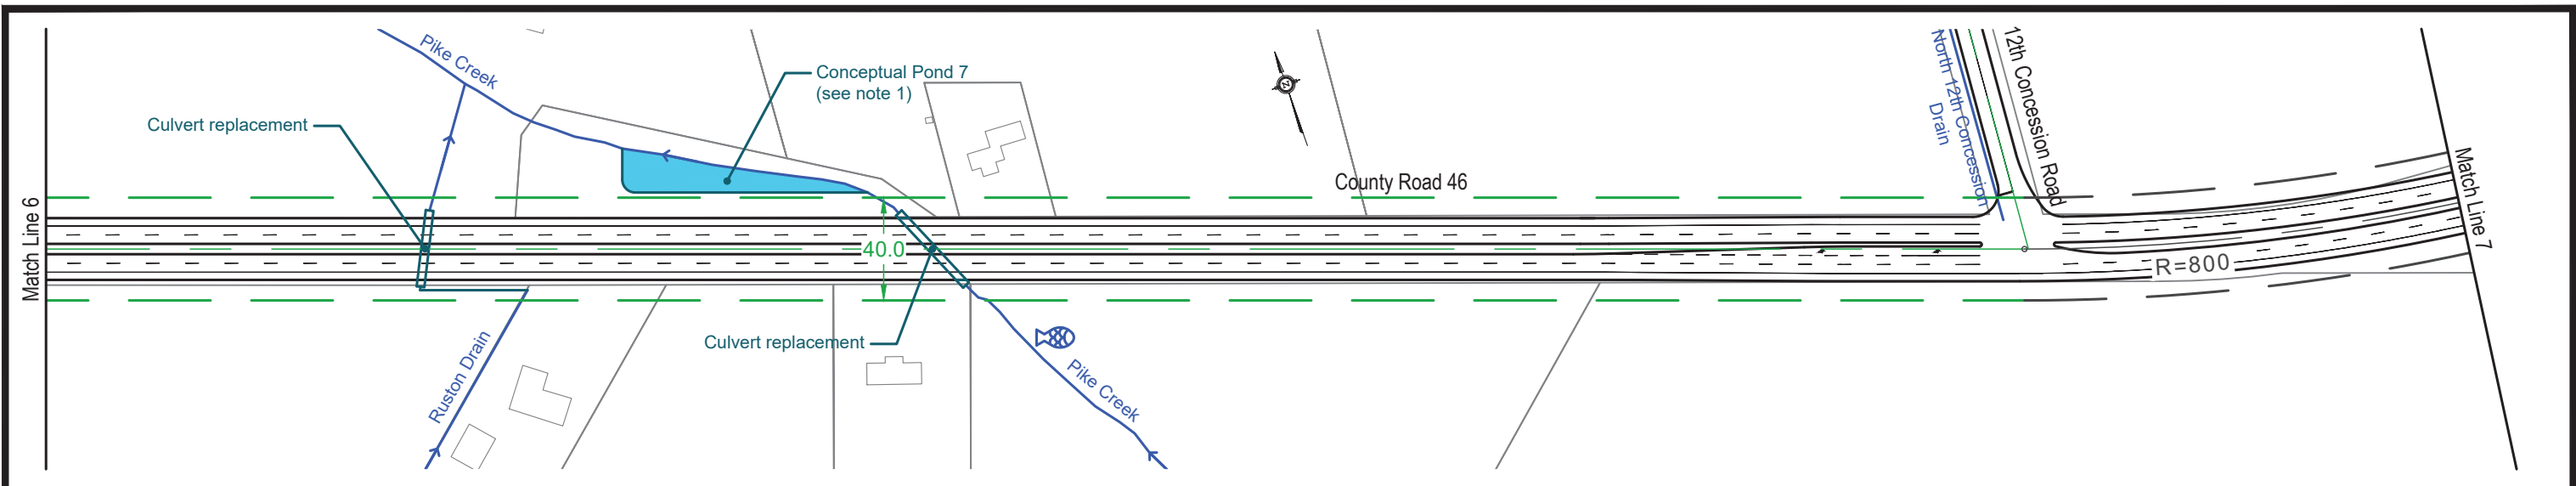 Match Line 6
Pike Creek
Culvert replacement
Conceptual Pond 7
(see note 1)
Z
County Road 46
North 12th Concession
Drain
12th Concession Road
Match Line 7
40.0
R=800
Ruston Drain
Culvert replacement
Pike Creek